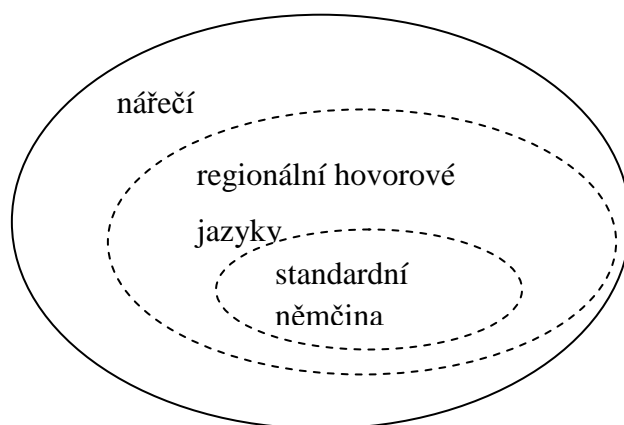 nářečí
regionální hovorové
jazyky
standardní
němčina